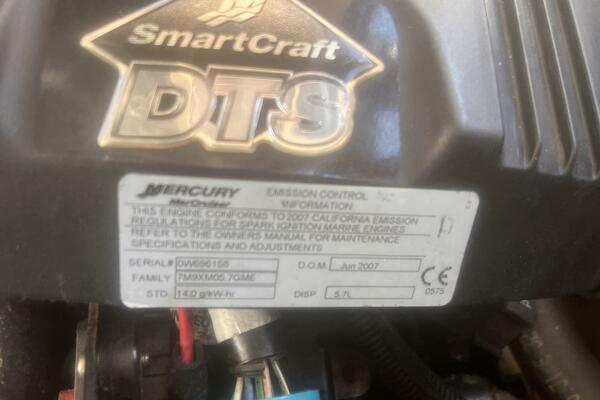 SmartCraft
DTS
MERCURY
MerCruiser
EMISSION CONTROL
INFORMATION
THIS ENGINE CONFORMS TO 2007 CALIFORNIA EMISSION
REGULATIONS FOR SPARK IGNITION MARINE ENGINES
REFER TO THE OWNERS MANUAL FOR MAINTENANCE
SPECIFICATIONS AND ADJUSTMENTS
SERIAL# 0W696158 D.O.M. Jun 2007
FAMILY 7M9XM05.7GME CE
STD. 14.0 g/kW-hr DISP. 5.7L 0575